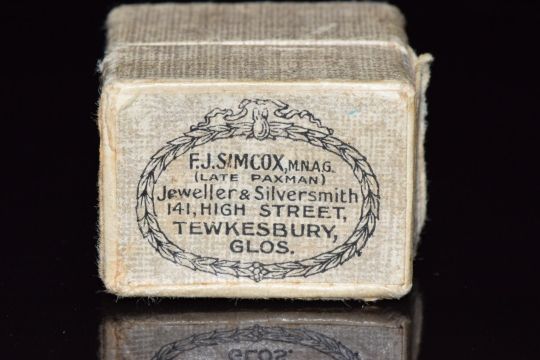 F.J. SIMCOX, M.N.A.G.
(LATE PAXMAN)
Jeweller & Silversmith
141, HIGH STREET,
TEWKESBURY,
GLOS.